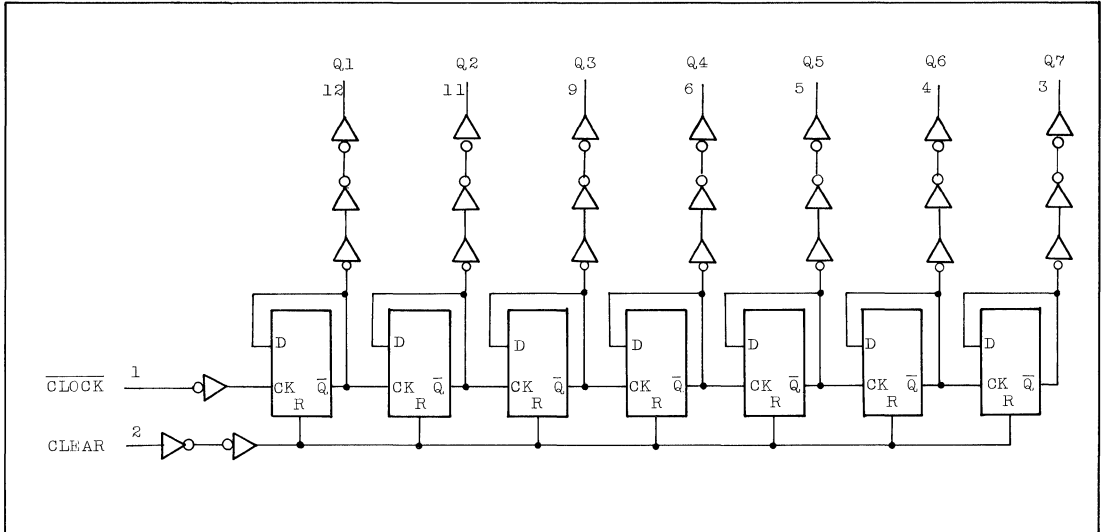 Q1 Q2 Q3 Q4 Q5 Q6 Q7
12 11 9 6 5 4 3
D D D D D D D
1
C̅L̅O̅C̅K̅ CK Q̅ CK Q̅ CK Q̅ CK Q̅ CK Q̅ CK Q̅ CK Q̅
R R R R R R R
2
CLEAR